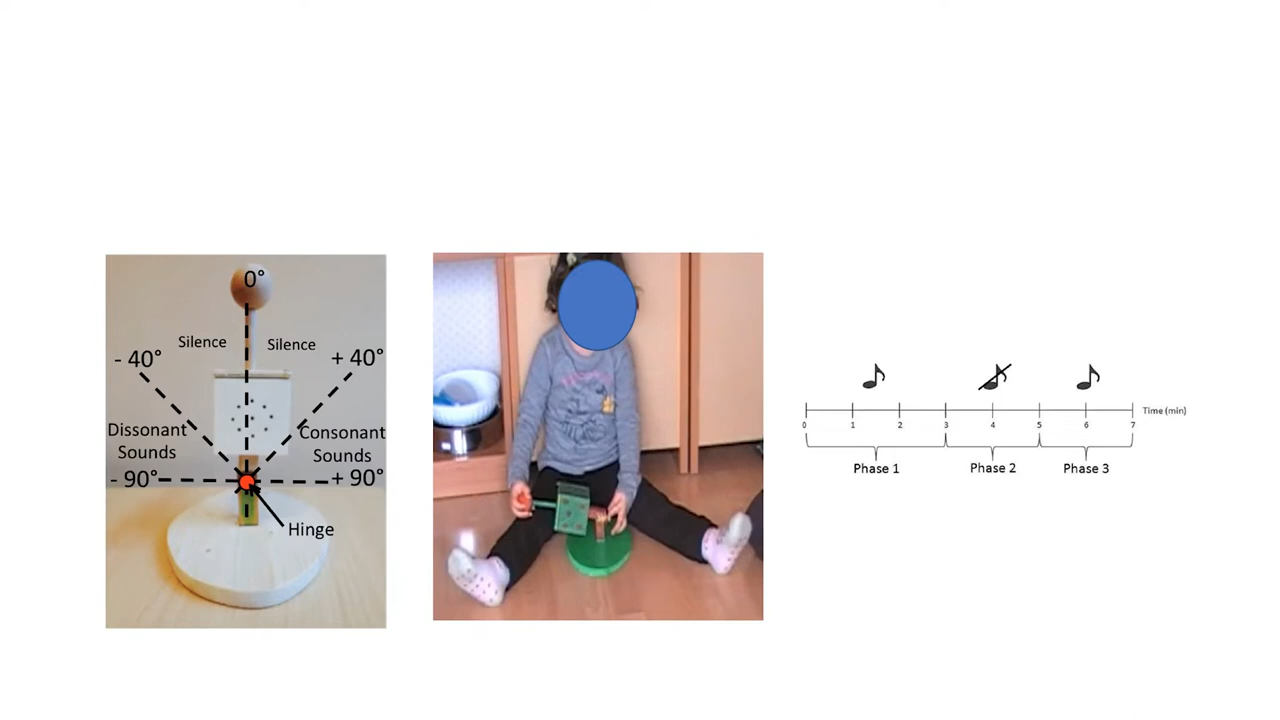 0°
Silence
Silence
- 40°
+ 40°
Dissonant
Sounds
Consonant
Sounds
- 90°
+ 90°
Hinge
Time (min)
0 1 2 3 4 5 6 7
Phase 1
Phase 2
Phase 3